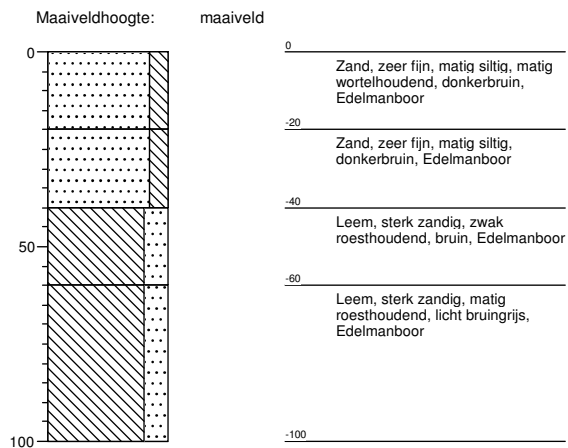 Maaiveldhoogte: maaiveld
0
0
Zand, zeer fijn, matig siltig, matig
wortelhoudend, donkerbruin,
Edelmanboor
-20
Zand, zeer fijn, matig siltig,
donkerbruin, Edelmanboor
-40
Leem, sterk zandig, zwak
roesthoudend, bruin, Edelmanboor
50
-60
Leem, sterk zandig, matig
roesthoudend, licht bruingrijs,
Edelmanboor
100
-100